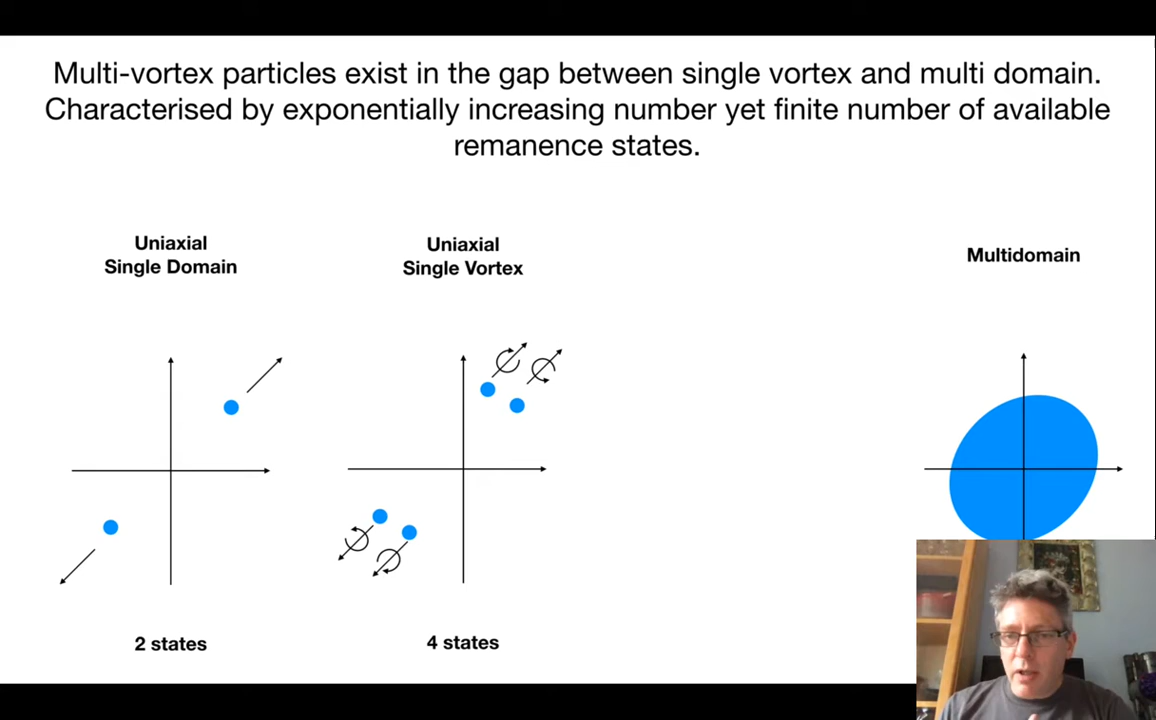 Multi-vortex particles exist in the gap between single vortex and multi domain.
Characterised by exponentially increasing number yet finite number of available
remanence states.
Uniaxial
Single Domain
Uniaxial
Single Vortex
Multidomain
2 states
4 states